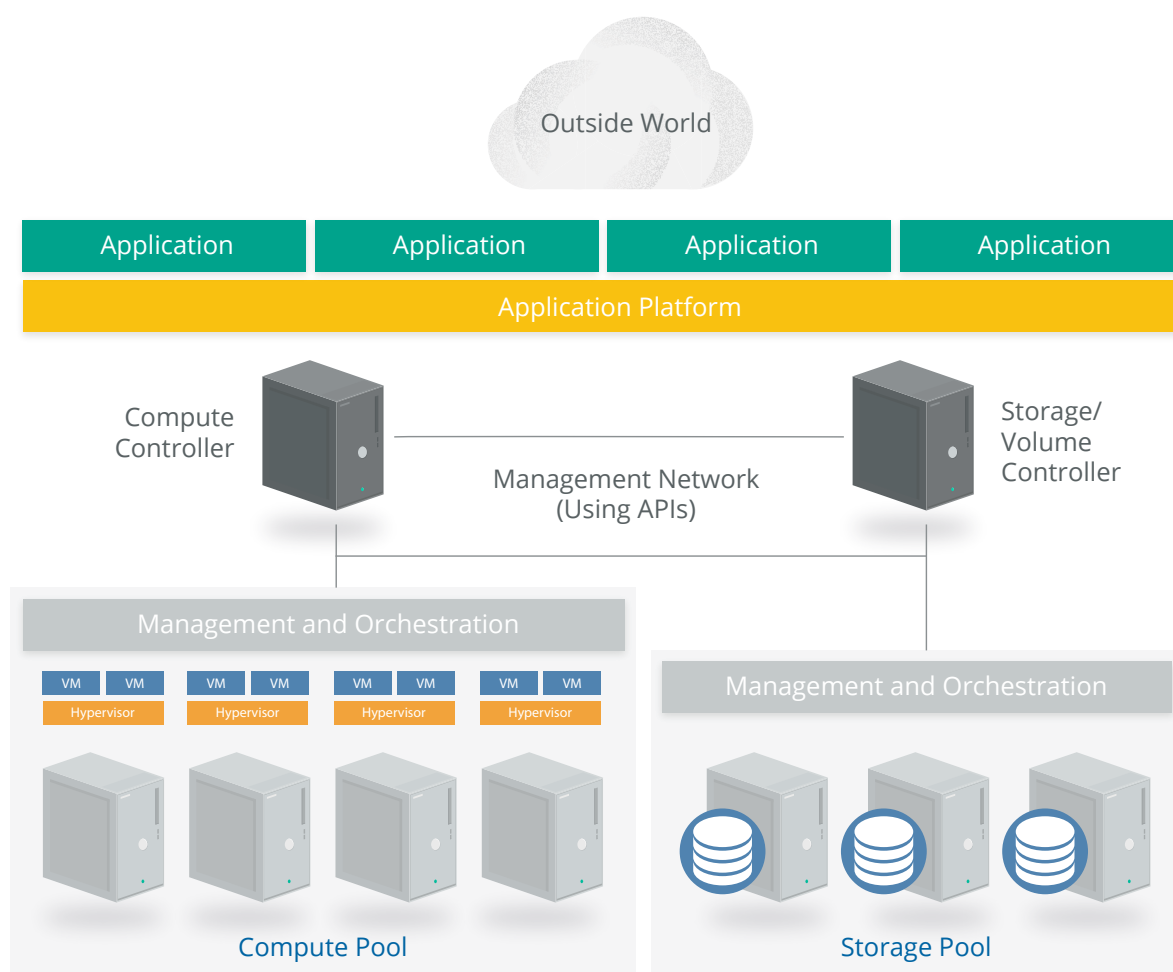 Outside World
Application
Application
Application
Application
Application Platform
Compute
Controller
Storage/
Volume
Controller
Management Network
(Using APIs)
Management and Orchestration
VM VM VM VM VM VM VM VM
Hypervisor Hypervisor Hypervisor Hypervisor
Compute Pool
Management and Orchestration
Storage Pool